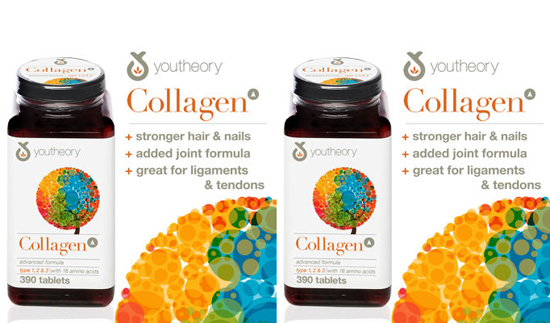 Collagen
youtheory
Collagen
advanced formula
type 1, 2 & 3 with 18 amino acids
390 tablets
youtheory
Collagen
+ stronger hair & nails
+ added joint formula
+ great for ligaments
& tendons
Collagen
youtheory
Collagen
advanced formula
type 1, 2 & 3 with 18 amino acids
390 tablets
youtheory
Collagen
+ stronger hair & nails
+ added joint formula
+ great for ligaments
& tendons